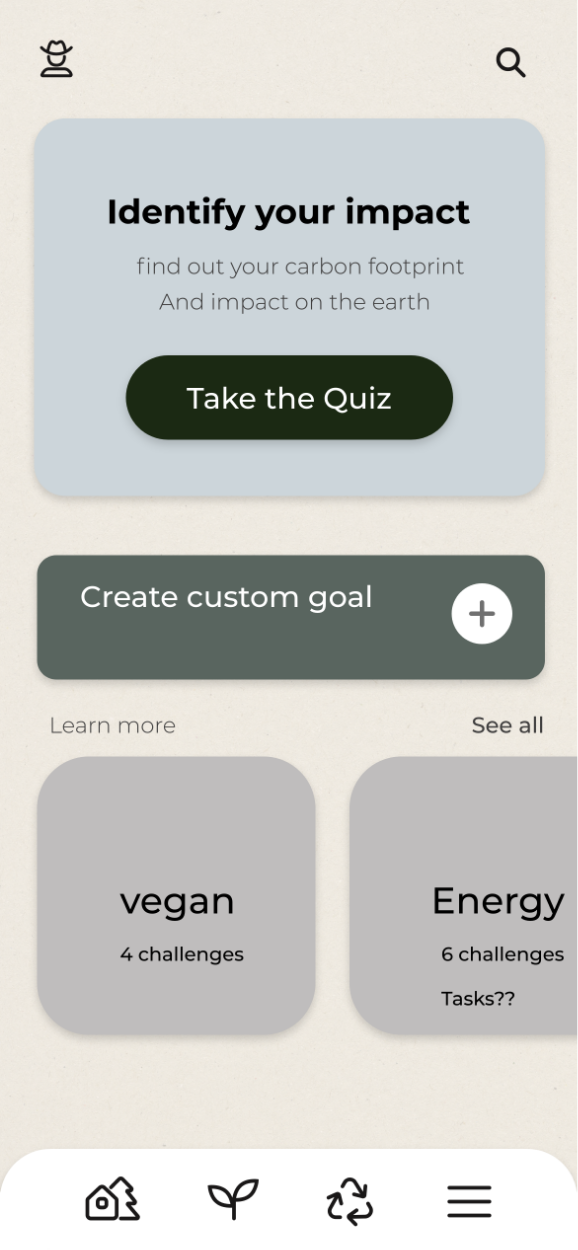 Identify your impact
find out your carbon footprint
And impact on the earth
Take the Quiz
Create custom goal
Learn more
See all
vegan
Energy
4 challenges
6 challenges
Tasks??